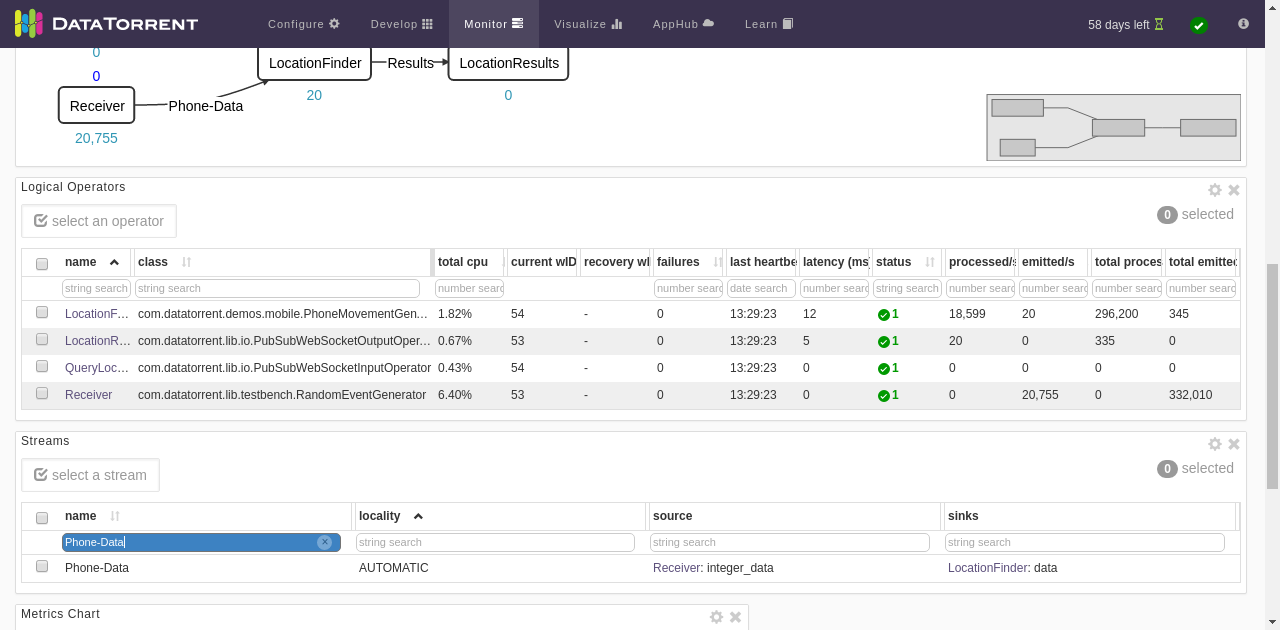 DATATORRENT Configure Develop Monitor Visualize AppHub Learn 58 days left
0
LocationFinder Results LocationResults
0
20 0
Receiver Phone-Data
20,755
Logical Operators
select an operator 0 selected
name class total cpu current wID recovery wI failures last heartbe latency (ms) status processed/s emitted/s total proces total emitte
string search string search number searc number searc date search number searc string search number searc number searc number searc number searc
LocationF... com.datatorrent.demos.mobile.PhoneMovementGen... 1.82% 54 - 0 13:29:23 12 1 18,599 20 296,200 345
LocationR... com.datatorrent.lib.io.PubSubWebSocketOutputOper... 0.67% 53 - 0 13:29:23 5 1 20 0 335 0
QueryLoc... com.datatorrent.lib.io.PubSubWebSocketInputOperator 0.43% 54 - 0 13:29:23 0 1 0 0 0 0
Receiver com.datatorrent.lib.testbench.RandomEventGenerator 6.40% 53 - 0 13:29:23 0 1 0 20,755 0 332,010
Streams
select a stream 0 selected
name locality source sinks
Phone-Data string search string search string search
Phone-Data AUTOMATIC Receiver: integer_data LocationFinder: data
Metrics Chart